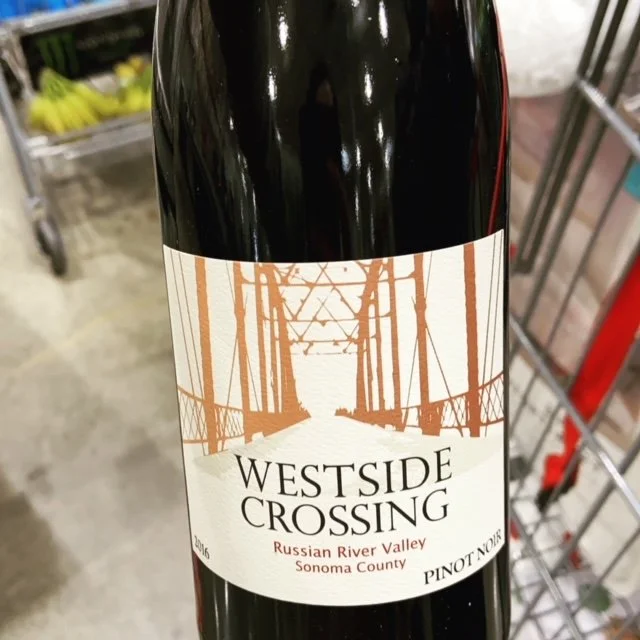 WESTSIDE
CROSSING
Russian River Valley
Sonoma County
2016
PINOT NOIR